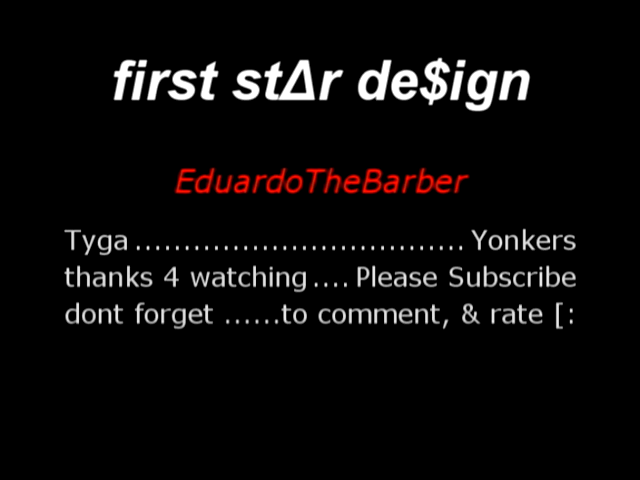 first stΔr de$ign
EduardoTheBarber
Tyga.................................. Yonkers
thanks 4 watching.... Please Subscribe
dont forget ......to comment, & rate [: